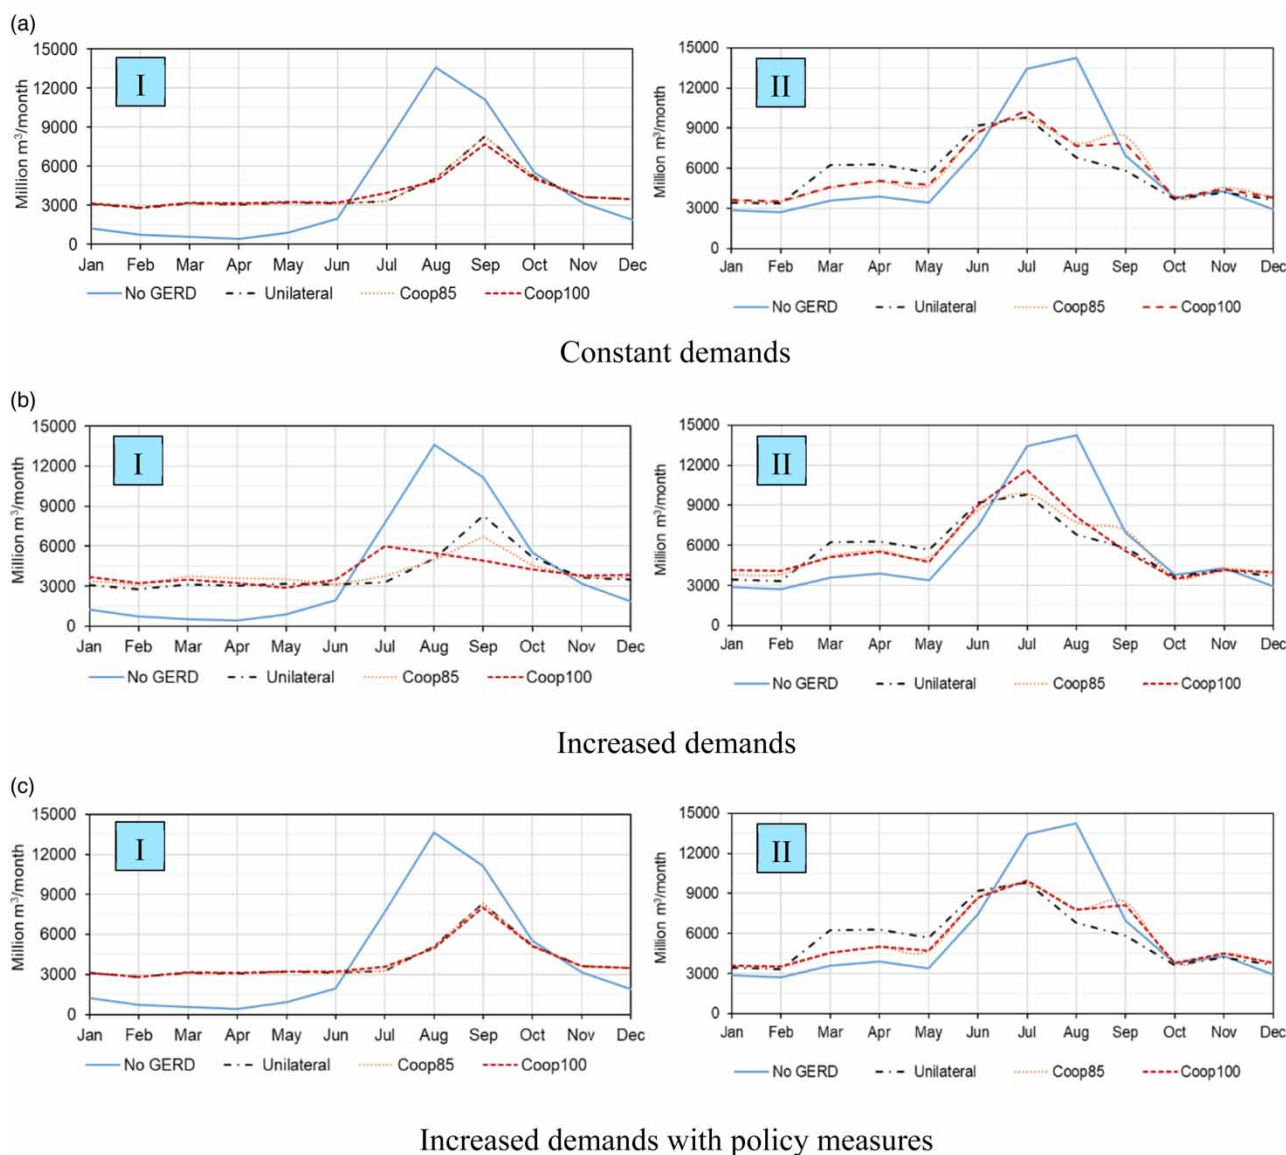 (a)
15000
12000
9000
6000
3000
0
Million m³/month
I
Jan Feb Mar Apr May Jun Jul Aug Sep Oct Nov Dec
No GERD Unilateral Coop85 Coop100
15000
12000
9000
6000
3000
0
Million m³/month
II
Jan Feb Mar Apr May Jun Jul Aug Sep Oct Nov Dec
No GERD Unilateral Coop85 Coop100
Constant demands
(b)
15000
12000
9000
6000
3000
0
Million m³/month
I
Jan Feb Mar Apr May Jun Jul Aug Sep Oct Nov Dec
No GERD Unilateral Coop85 Coop100
15000
12000
9000
6000
3000
0
Million m³/month
II
Jan Feb Mar Apr May Jun Jul Aug Sep Oct Nov Dec
No GERD Unilateral Coop85 Coop100
Increased demands
(c)
15000
12000
9000
6000
3000
0
Million m³/month
I
Jan Feb Mar Apr May Jun Jul Aug Sep Oct Nov Dec
No GERD Unilateral Coop85 Coop100
15000
12000
9000
6000
3000
0
Million m³/month
II
Jan Feb Mar Apr May Jun Jul Aug Sep Oct Nov Dec
No GERD Unilateral Coop85 Coop100
Increased demands with policy measures